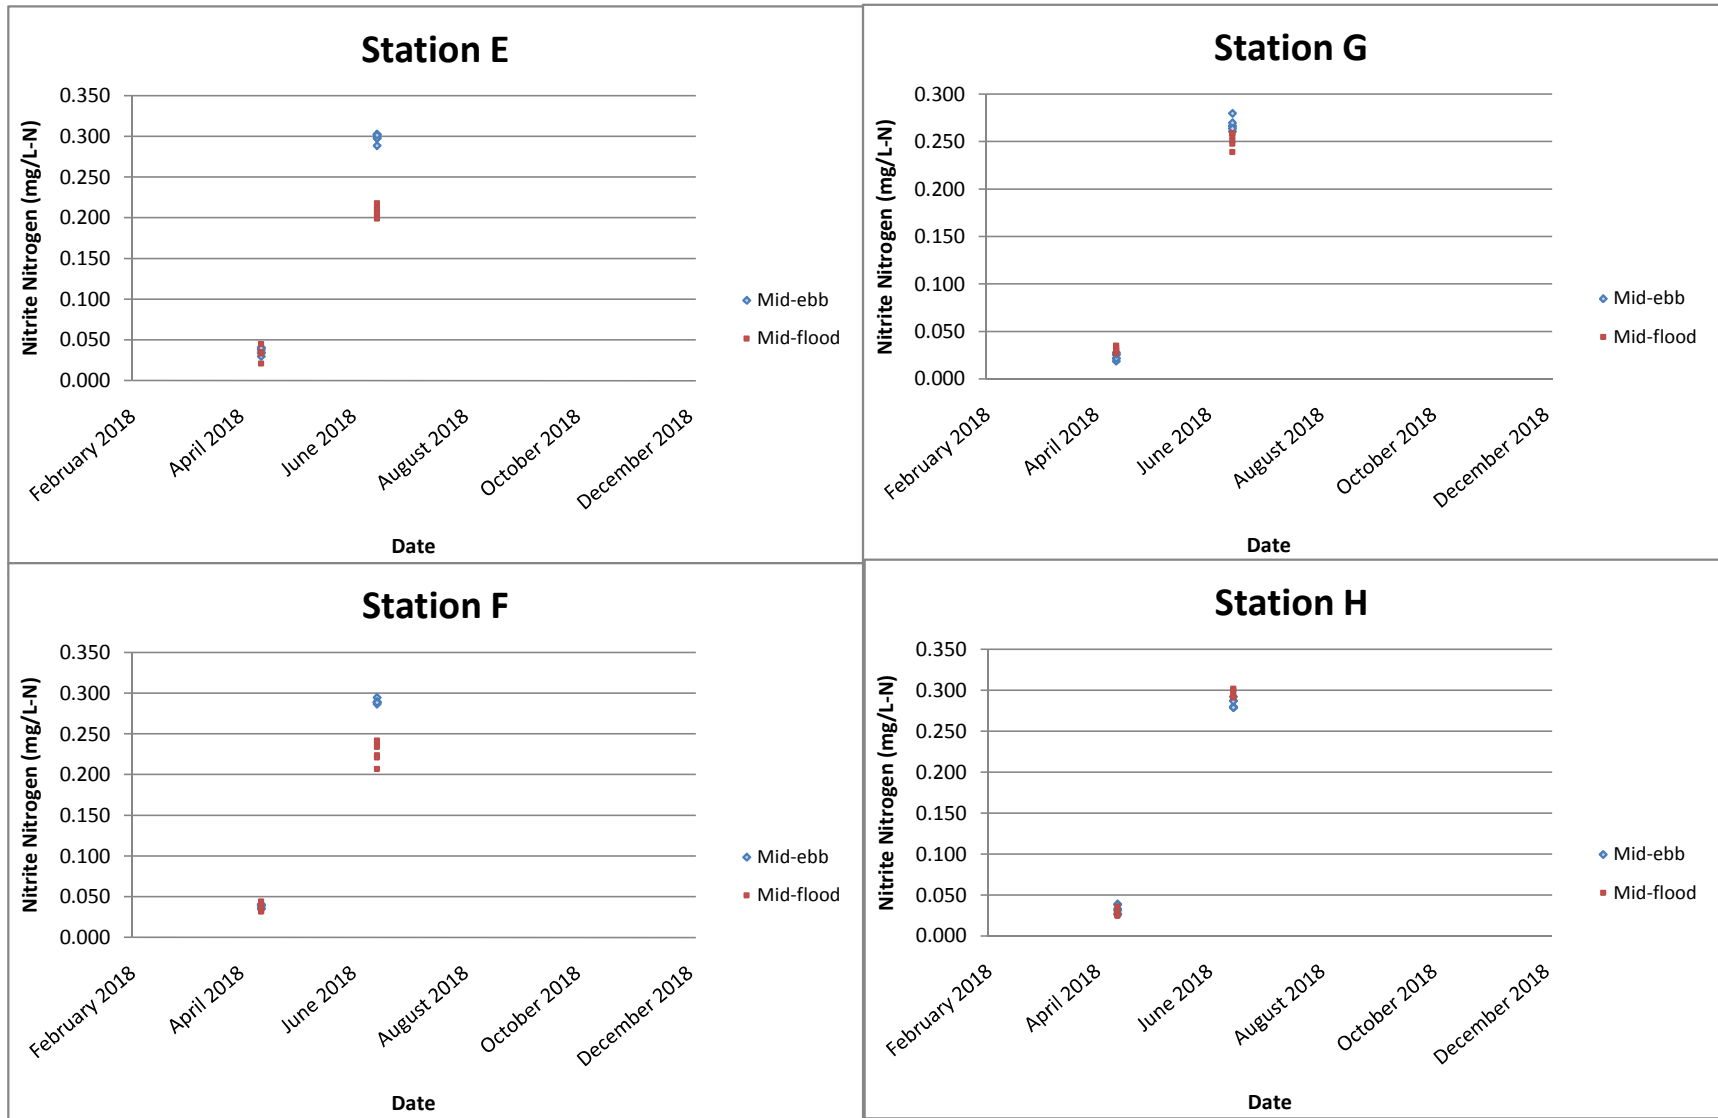 Station E
Nitrite Nitrogen (mg/L-N)
0.350
0.300
0.250
0.200
0.150
0.100
0.050
0.000
February 2018
April 2018
June 2018
August 2018
October 2018
December 2018
Date
Mid-ebb
Mid-flood
Station G
Nitrite Nitrogen (mg/L-N)
0.300
0.250
0.200
0.150
0.100
0.050
0.000
February 2018
April 2018
June 2018
August 2018
October 2018
December 2018
Date
Mid-ebb
Mid-flood
Station F
Nitrite Nitrogen (mg/L-N)
0.350
0.300
0.250
0.200
0.150
0.100
0.050
0.000
February 2018
April 2018
June 2018
August 2018
October 2018
December 2018
Date
Mid-ebb
Mid-flood
Station H
Nitrite Nitrogen (mg/L-N)
0.350
0.300
0.250
0.200
0.150
0.100
0.050
0.000
February 2018
April 2018
June 2018
August 2018
October 2018
December 2018
Date
Mid-ebb
Mid-flood